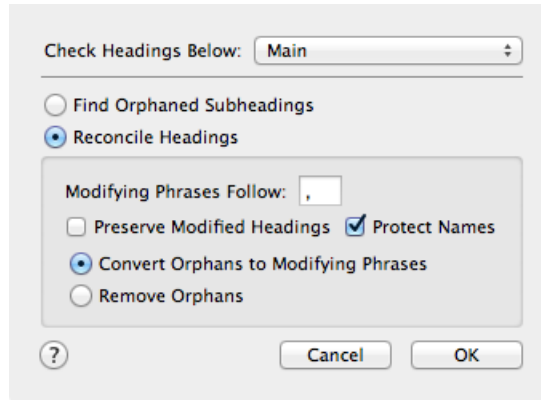 Check Headings Below: Main
Find Orphaned Subheadings
Reconcile Headings
Modifying Phrases Follow: ,
Preserve Modified Headings Protect Names
Convert Orphans to Modifying Phrases
Remove Orphans
? Cancel OK